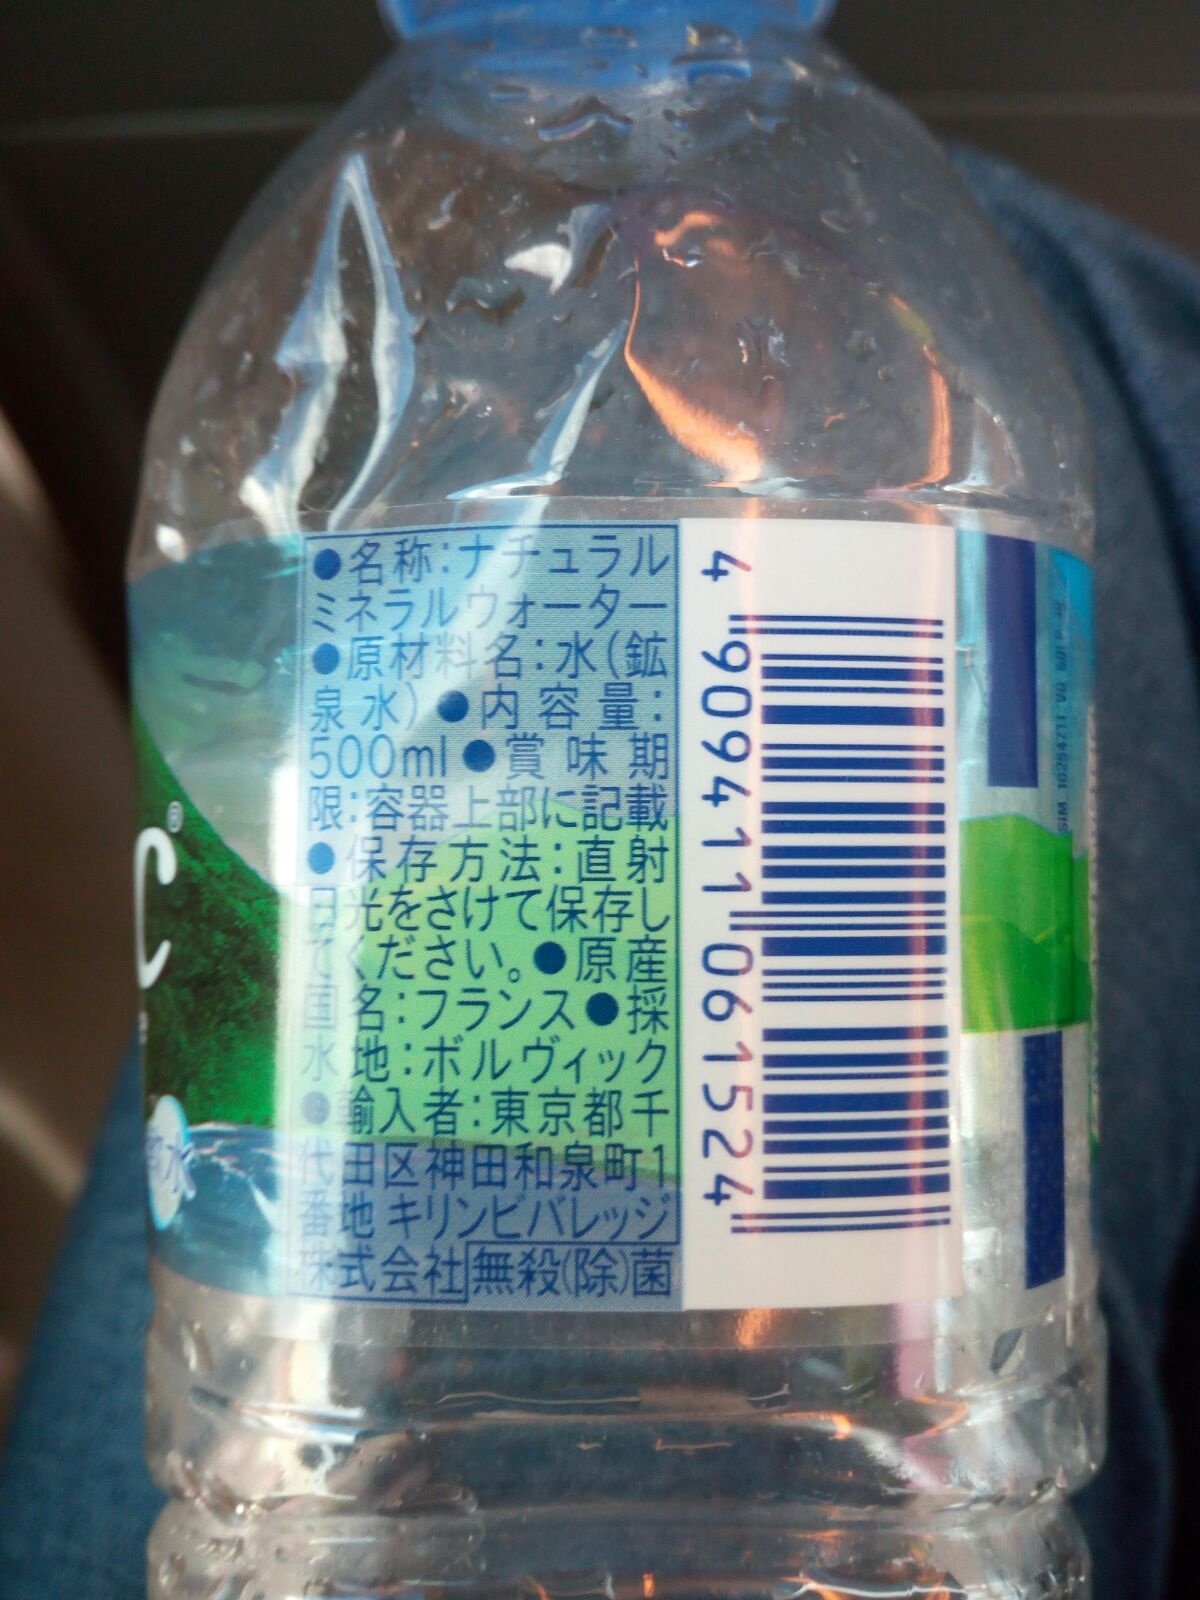 ●名称:ナチュラル
ミネラルウォーター
●原材料名:水(鉱
泉水)●内容量:
500ml●賞味期
限:容器上部に記載
●保存方法:直射
日光をさけて保存し
てください。●原産
国名:フランス●採
水地:ボルヴィック
●輸入者:東京都千
代田区神田和泉町1
番地キリンビバレッジ
株式会社 無殺(除)菌
4 909411 061524
C®
水